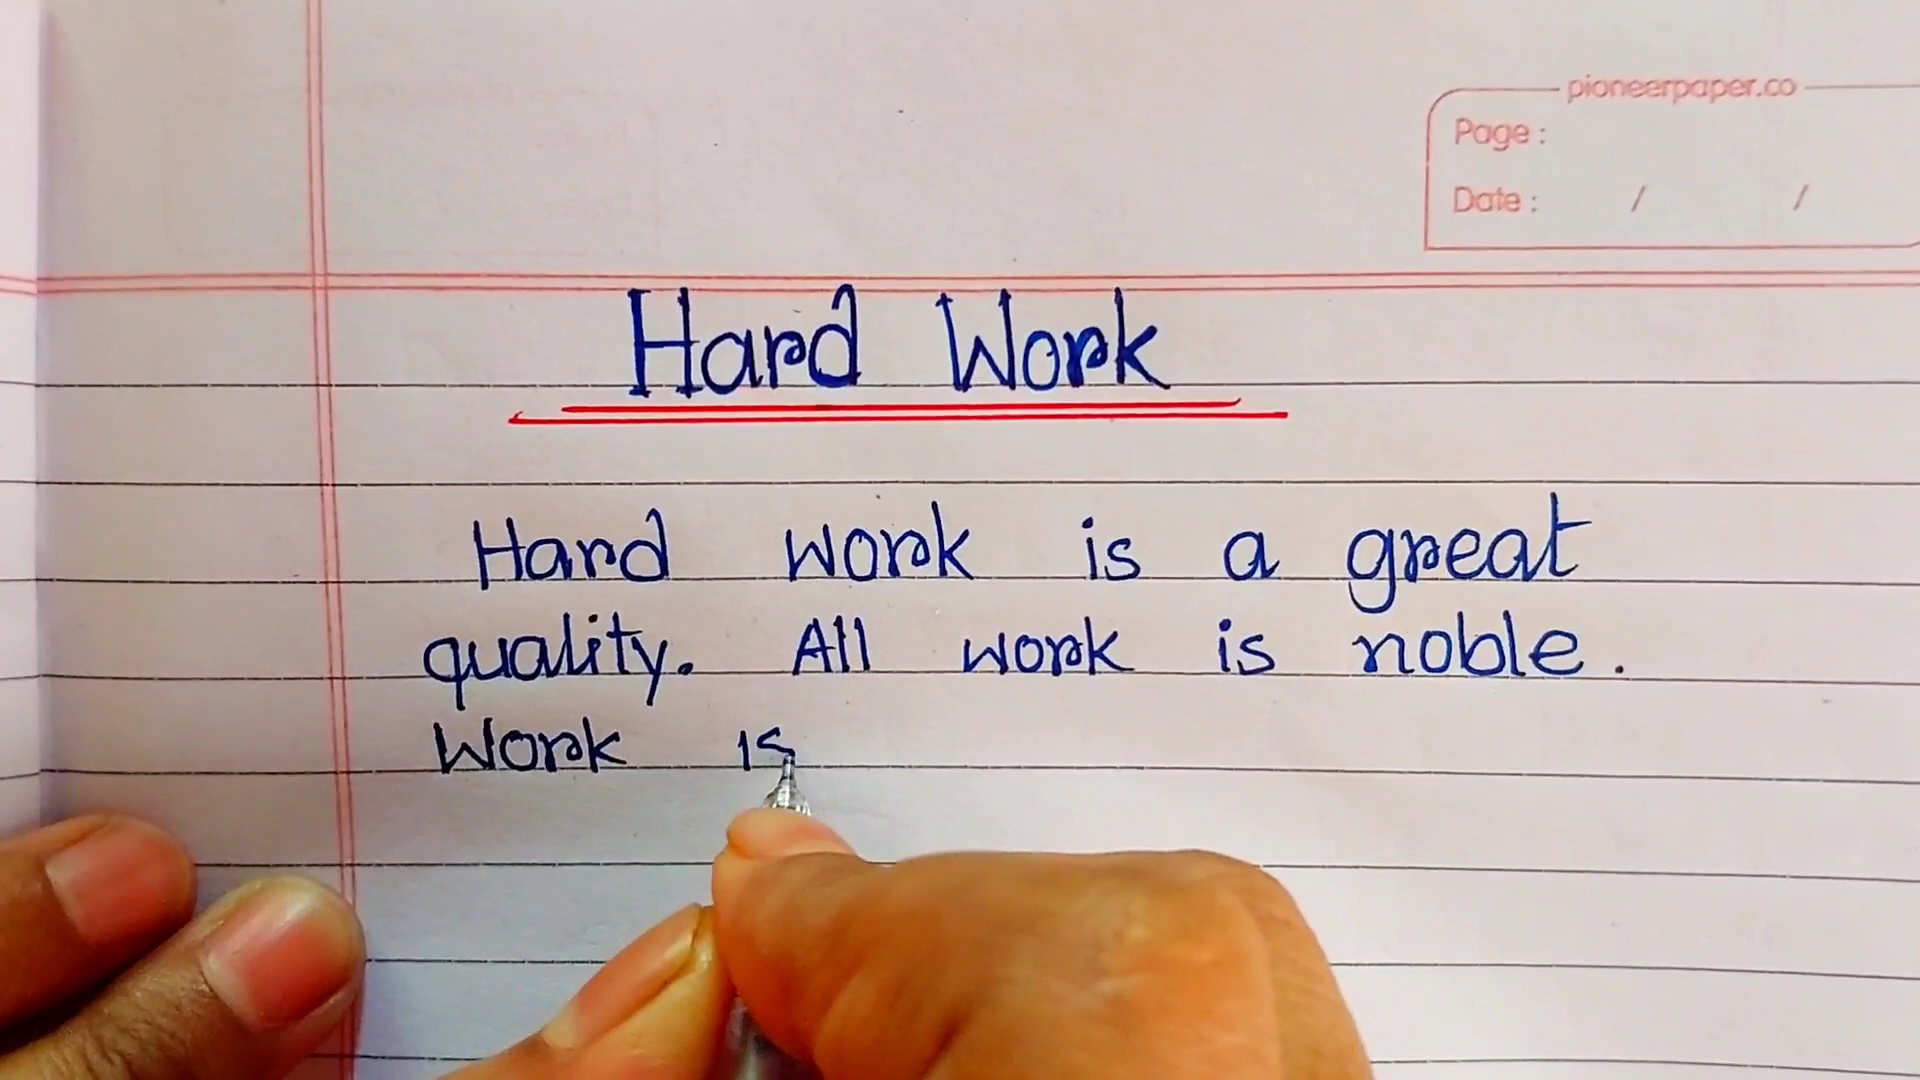 pioneerpaper.co
Page :
Date : / /
Hard Work
Hard work is a great
quality. All work is noble.
Work is